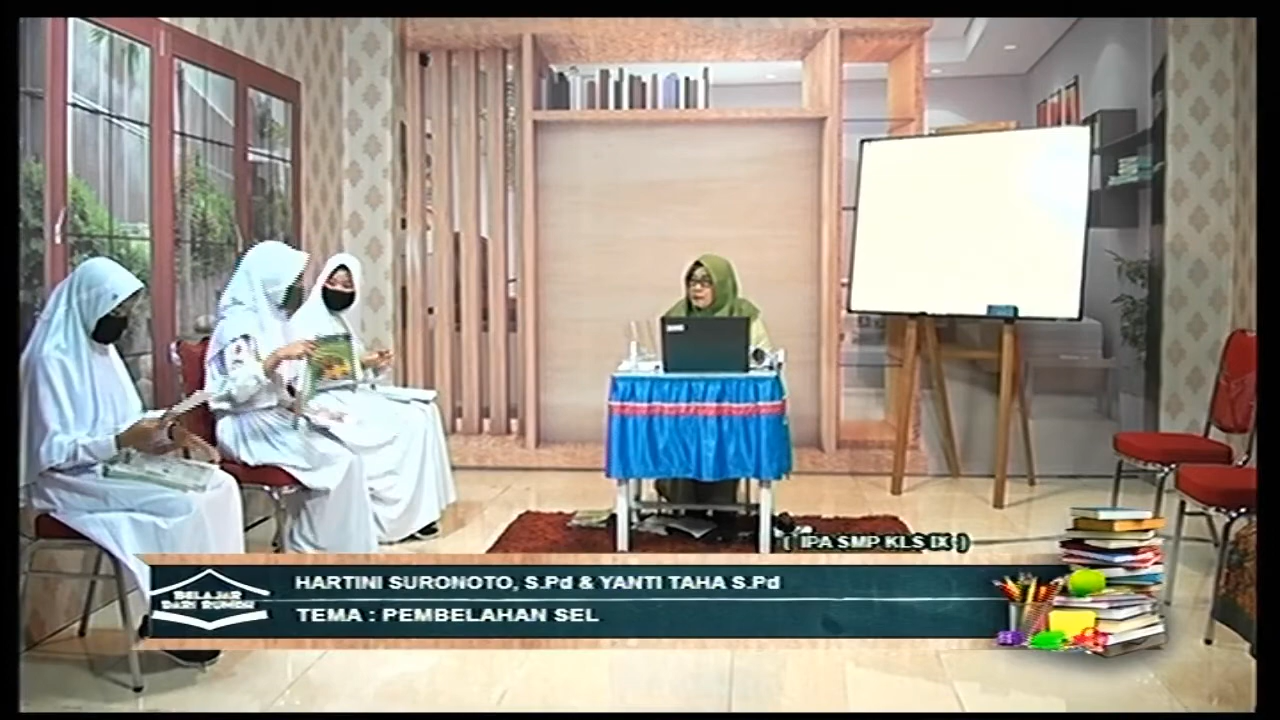 ( IPA SMP KLS IX )
HARTINI SURONOTO, S.Pd & YANTI TAHA S.Pd
BELAJAR
DARI RUMAH
TEMA : PEMBELAHAN SEL